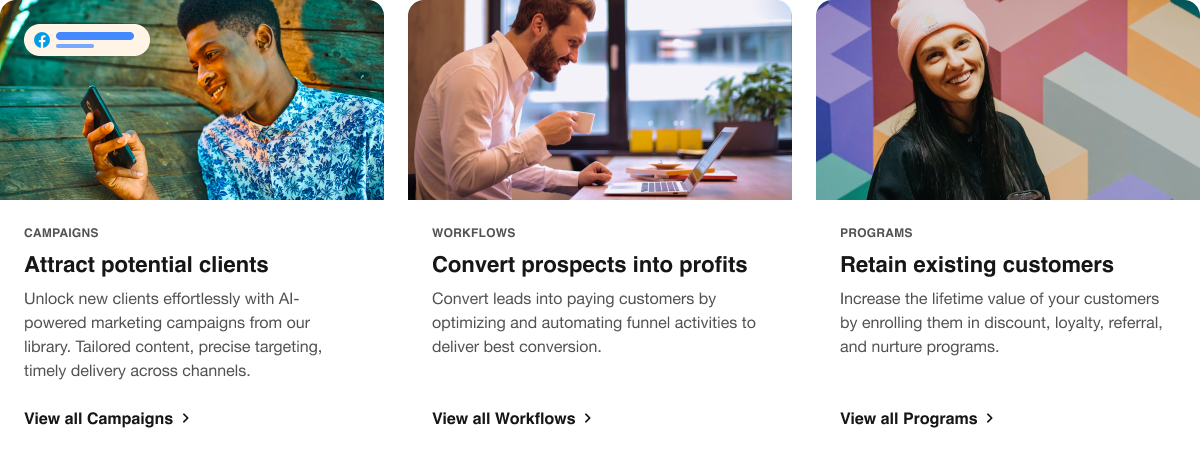 CAMPAIGNS
Attract potential clients
Unlock new clients effortlessly with AI-
powered marketing campaigns from our
library. Tailored content, precise targeting,
timely delivery across channels.
View all Campaigns
WORKFLOWS
Convert prospects into profits
Convert leads into paying customers by
optimizing and automating funnel activities to
deliver best conversion.
View all Workflows
PROGRAMS
Retain existing customers
Increase the lifetime value of your customers
by enrolling them in discount, loyalty, referral,
and nurture programs.
View all Programs